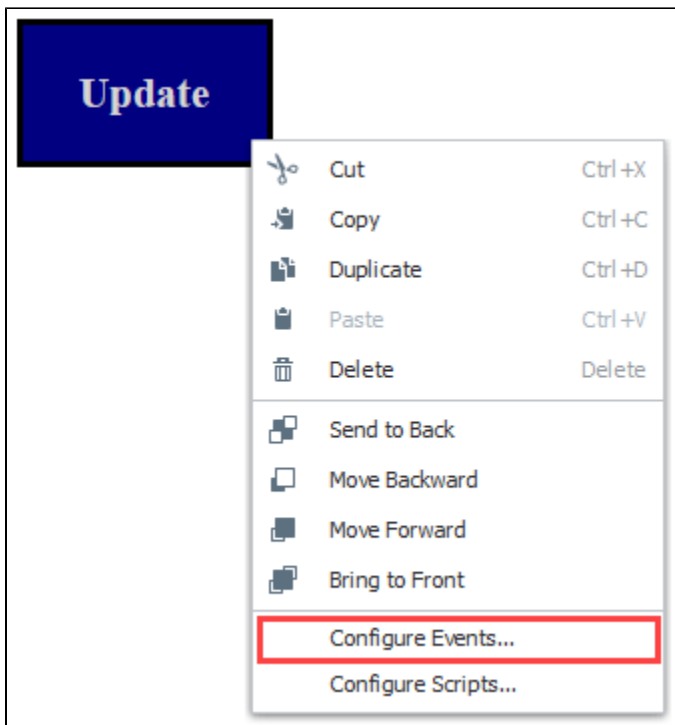 Update
Cut Ctrl+X
Copy Ctrl+C
Duplicate Ctrl+D
Paste Ctrl+V
Delete Delete
Send to Back
Move Backward
Move Forward
Bring to Front
Configure Events...
Configure Scripts...